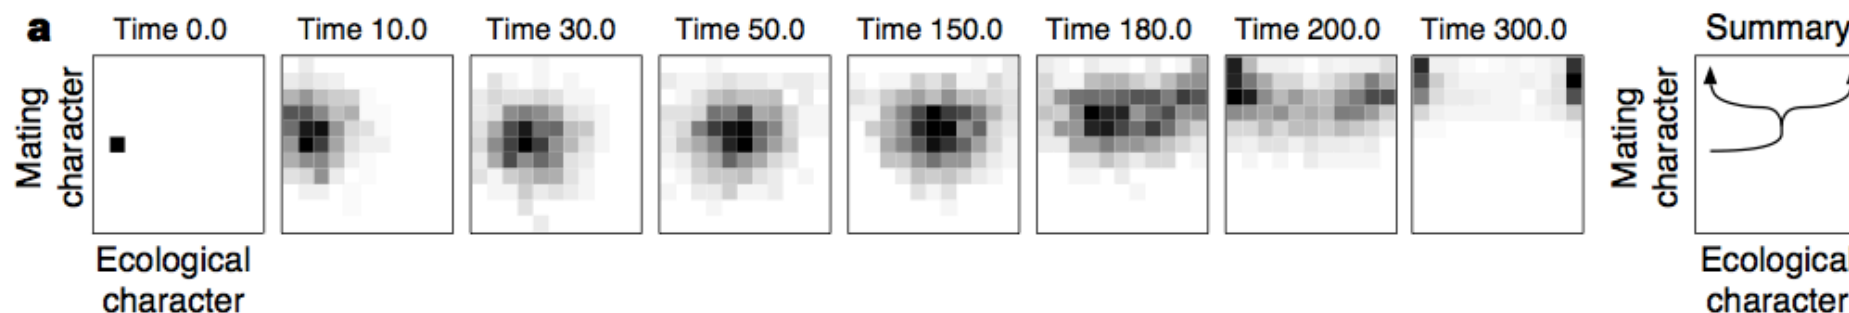 a Time 0.0 Time 10.0 Time 30.0 Time 50.0 Time 150.0 Time 180.0 Time 200.0 Time 300.0 Summary
Mating
character
Mating
character
Ecological
character
Ecological
character